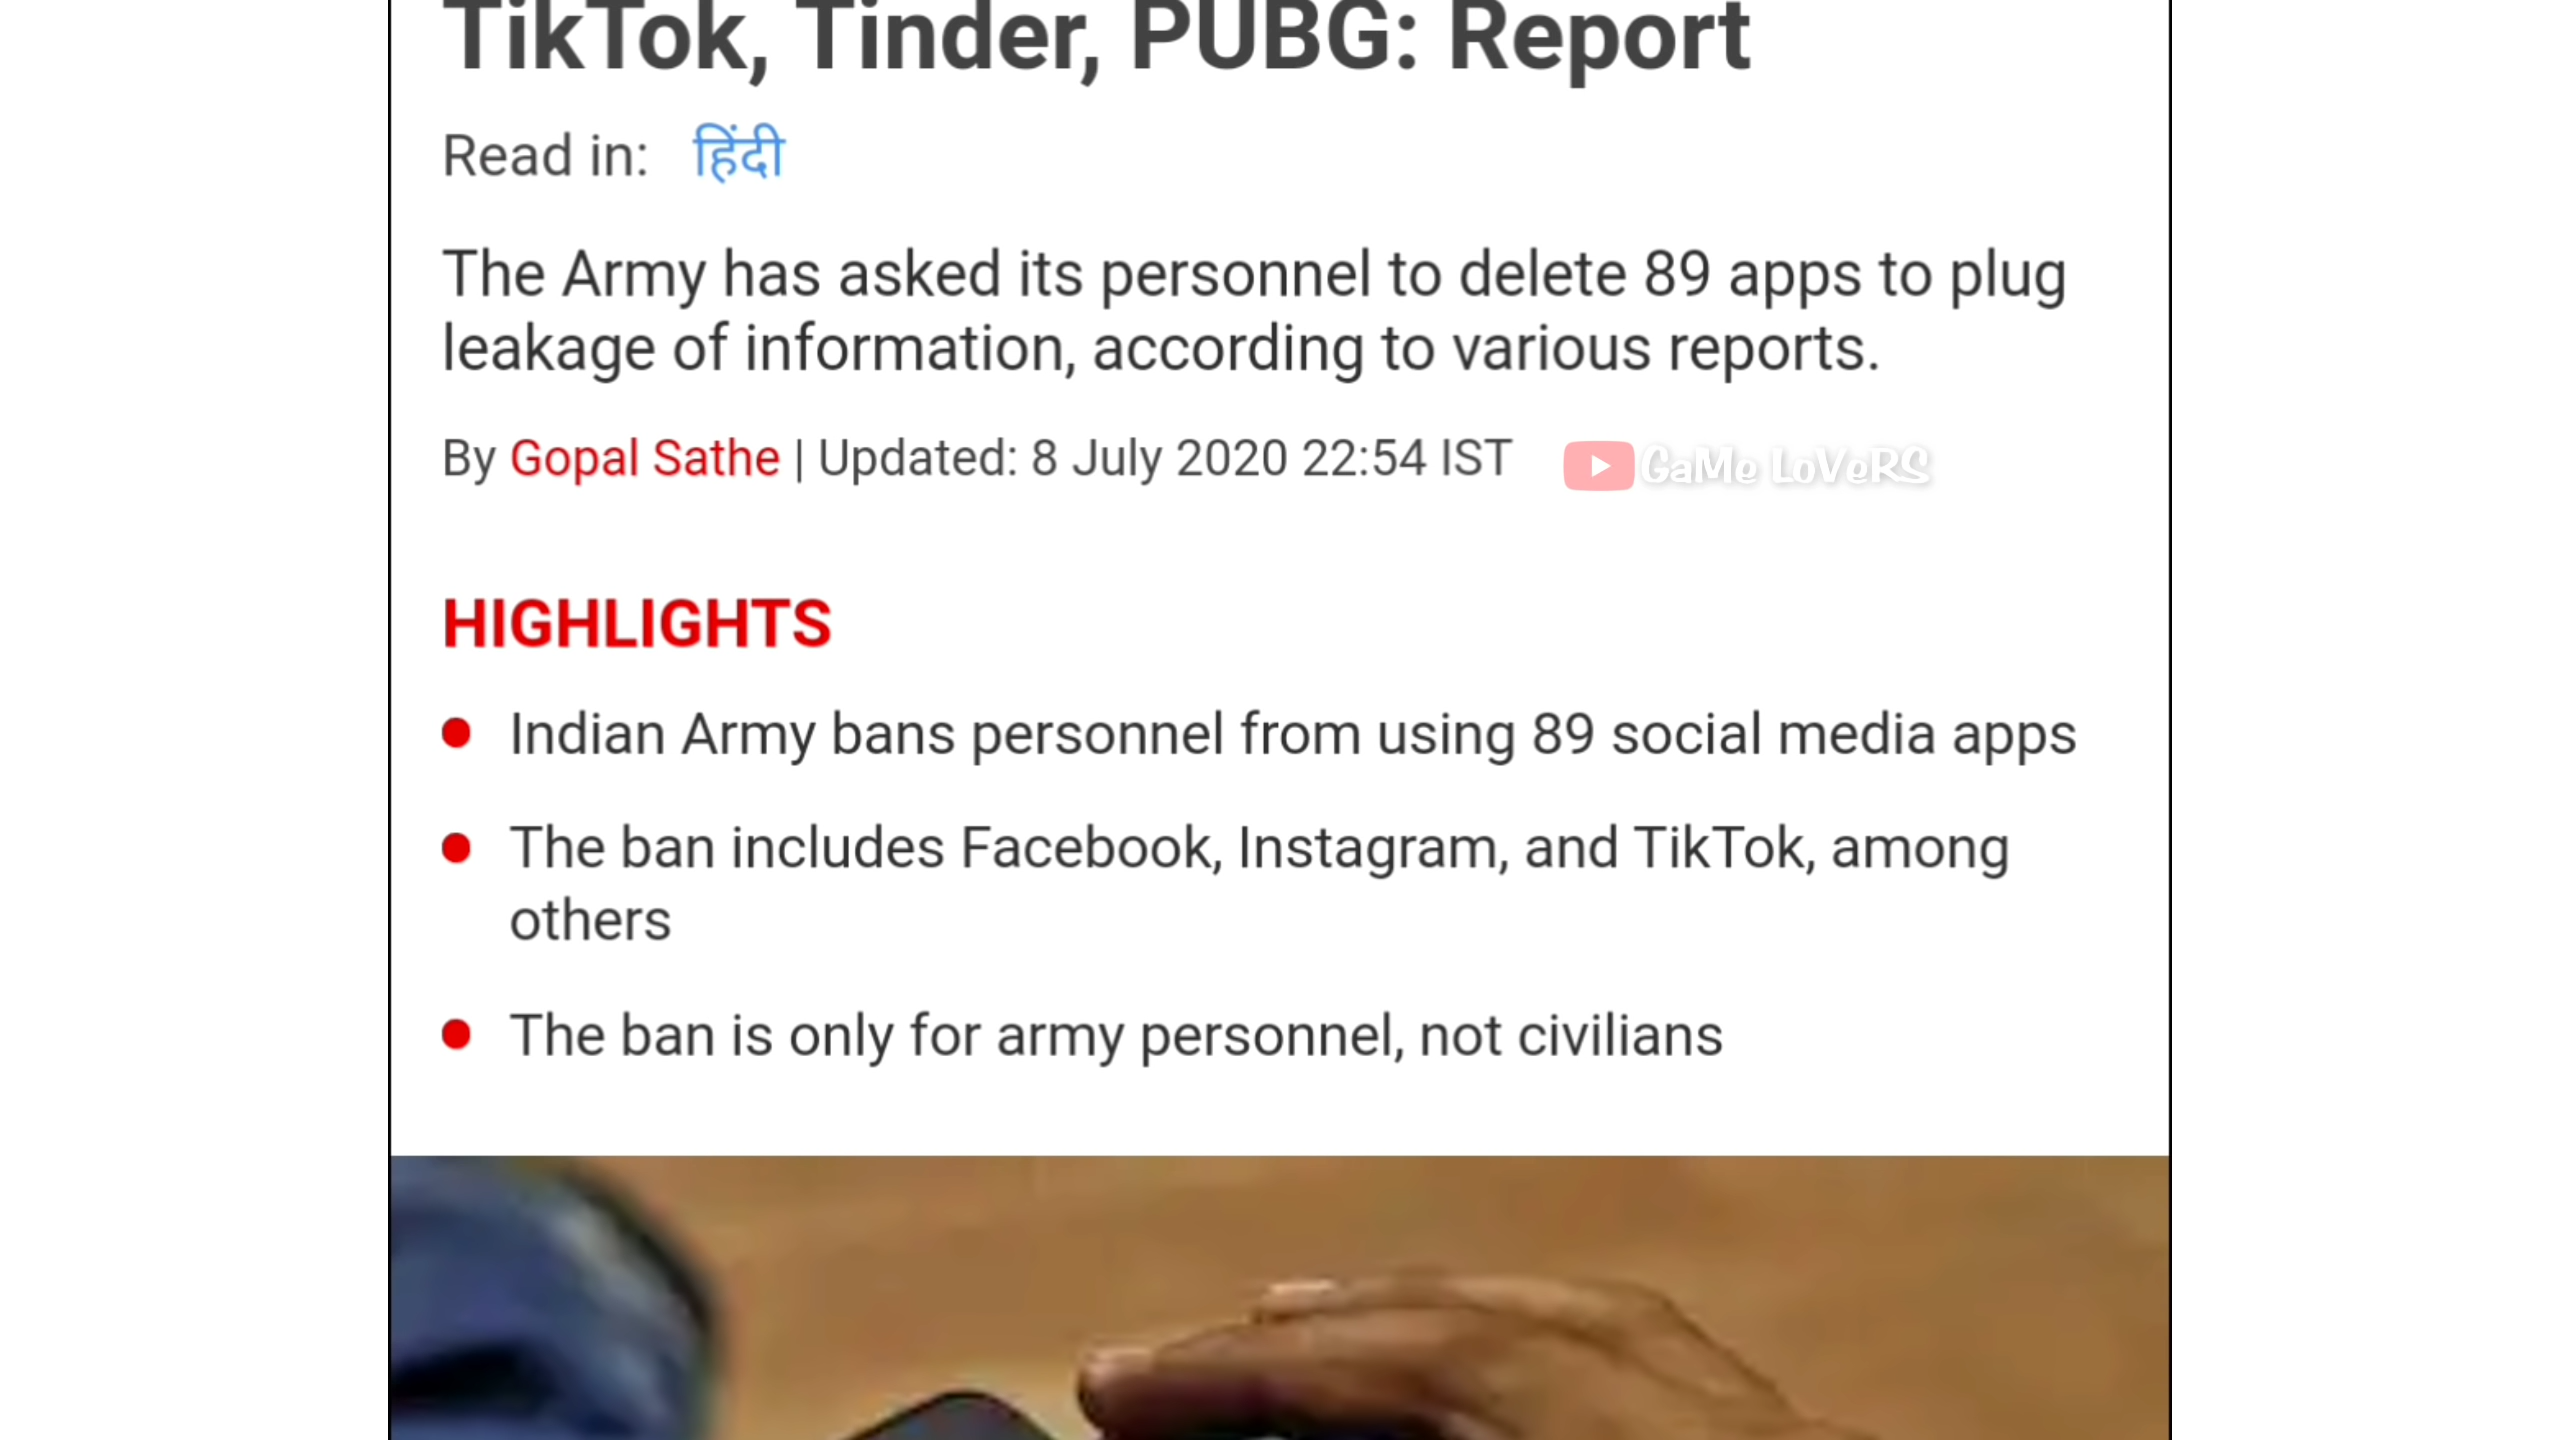 TikTok, Tinder, PUBG: Report
Read in: हिंदी
The Army has asked its personnel to delete 89 apps to plug
leakage of information, according to various reports.
By Gopal Sathe | Updated: 8 July 2020 22:54 IST
GaMe LoVeRS
HIGHLIGHTS
Indian Army bans personnel from using 89 social media apps
The ban includes Facebook, Instagram, and TikTok, among
others
The ban is only for army personnel, not civilians